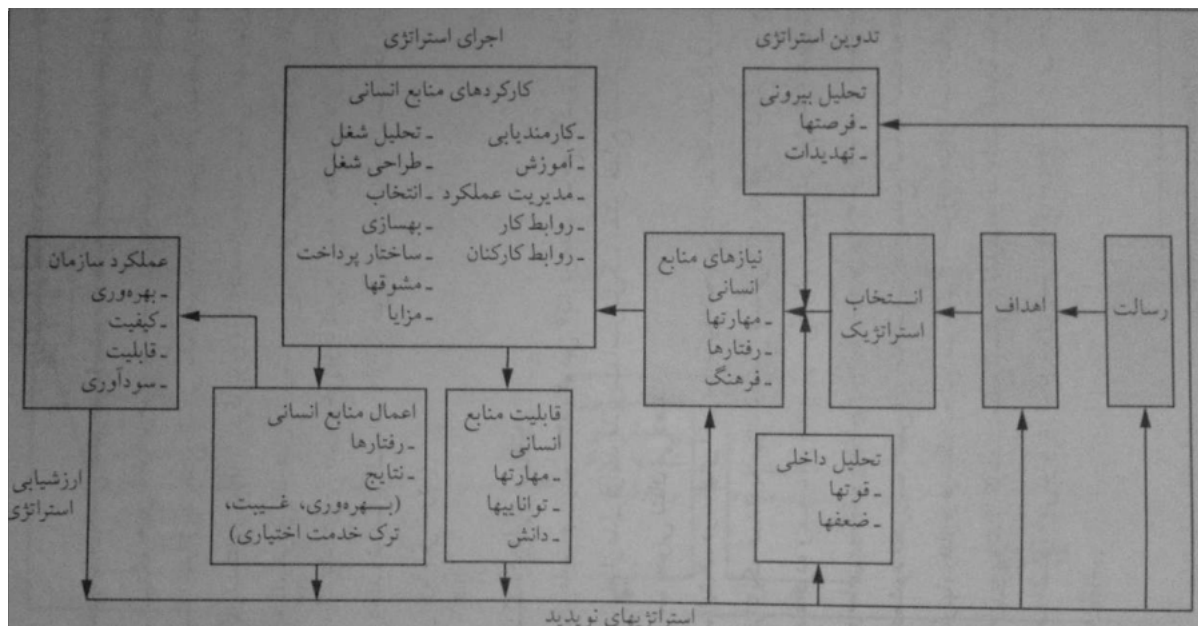 تدوین استراتژی
اجرای استراتژی
رسالت
اهداف
انتخاب
استراتژیک
تحلیل بیرونی
ـ فرصتها
ـ تهدیدات
تحلیل داخلی
ـ قوتها
ـ ضعفها
نیازهای منابع
انسانی
ـ مهارتها
ـ رفتارها
ـ فرهنگ
کارکردهای منابع انسانی
ـ کارمندیابی
ـ آموزش
ـ مدیریت عملکرد
ـ روابط کار
ـ روابط کارکنان
ـ تحلیل شغل
ـ طراحی شغل
ـ انتخاب
ـ بهسازی
ـ ساختار پرداخت
ـ مشوقها
ـ مزایا
قابلیت منابع
انسانی
ـ مهارتها
ـ تواناییها
ـ دانش
اعمال منابع انسانی
ـ رفتارها
ـ نتایج
(بهره‌وری، غیبت،
ترک خدمت اختیاری)
عملکرد سازمان
ـ بهره‌وری
ـ کیفیت
ـ قابلیت
ـ سودآوری
ارزشیابی
استراتژی
استراتژیهای نوپدید